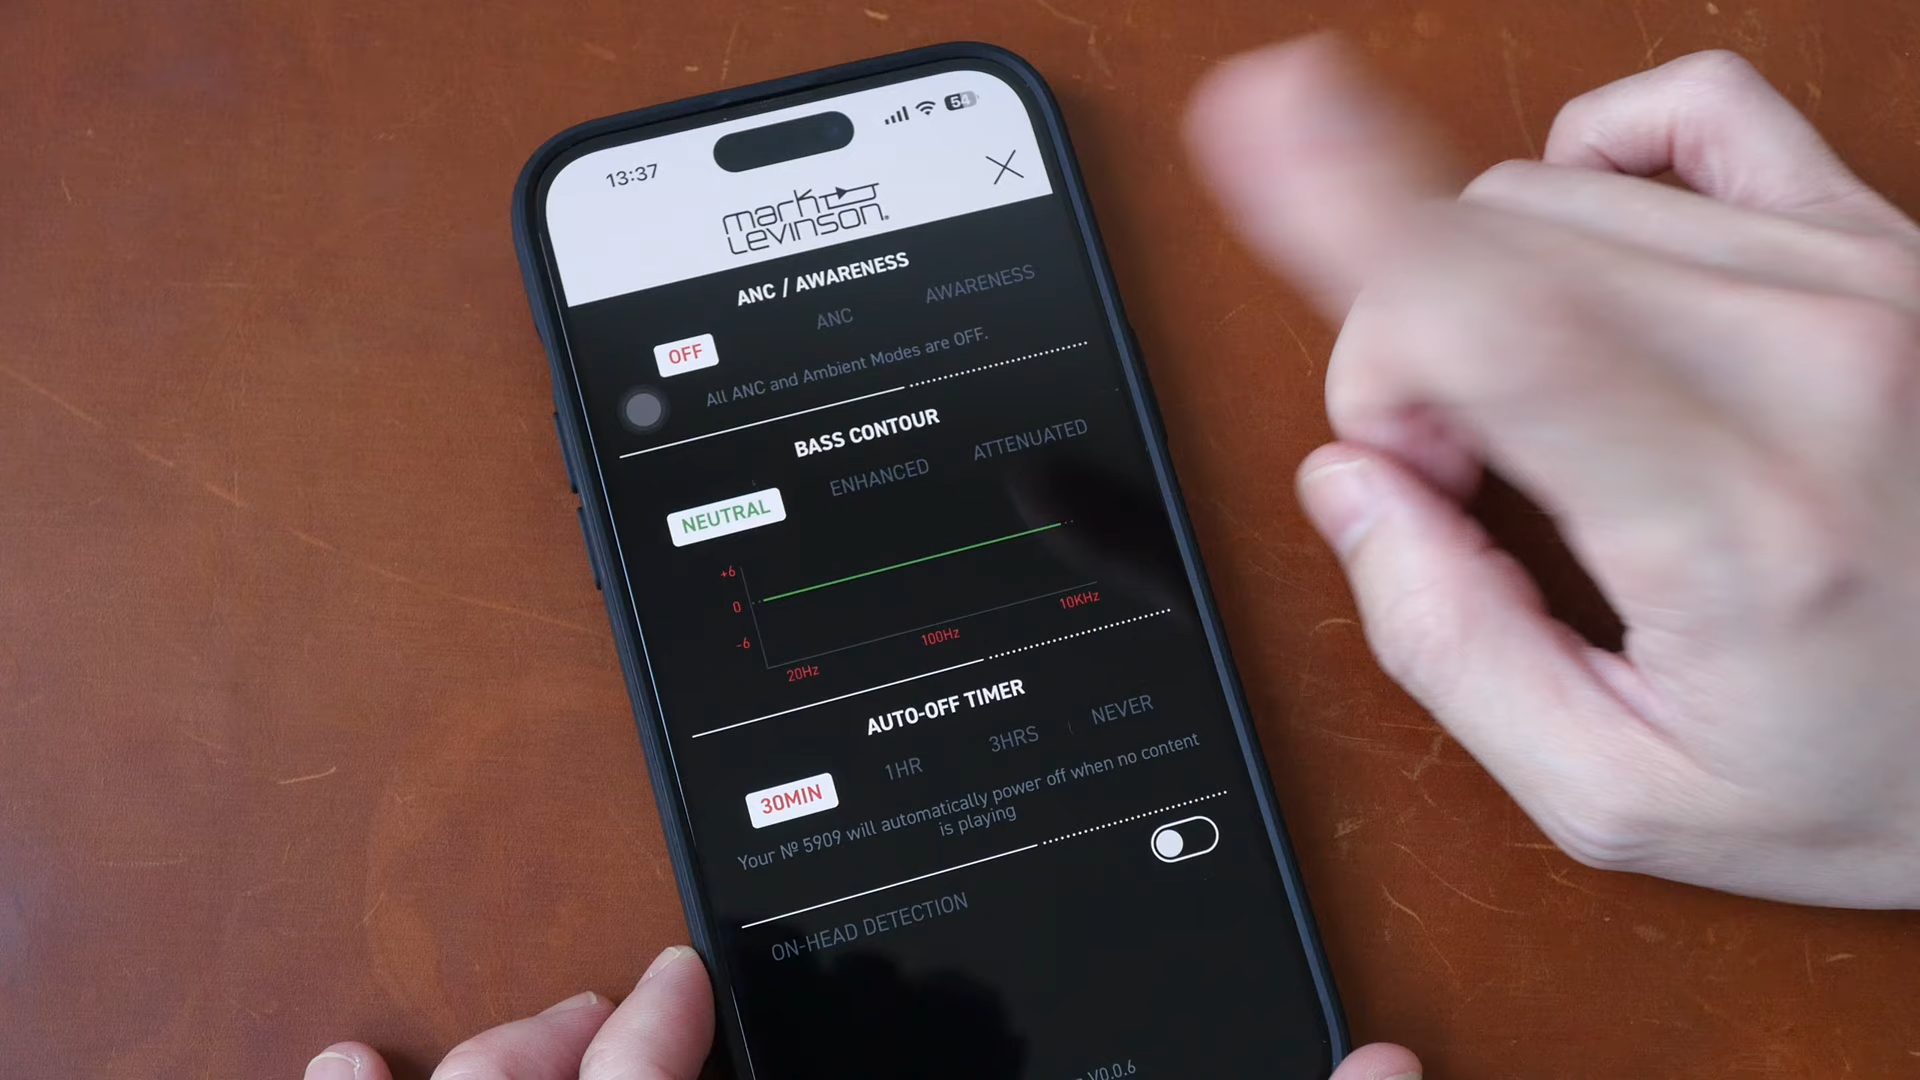 13:37
54
mark
Levinson®
ANC / AWARENESS
OFF ANC AWARENESS
All ANC and Ambient Modes are OFF.
BASS CONTOUR
NEUTRAL ENHANCED ATTENUATED
+6
0
-6
20Hz 100Hz 10KHz
AUTO-OFF TIMER
30MIN 1HR 3HRS NEVER
Your № 5909 will automatically power off when no content
is playing
ON-HEAD DETECTION
V0.0.6